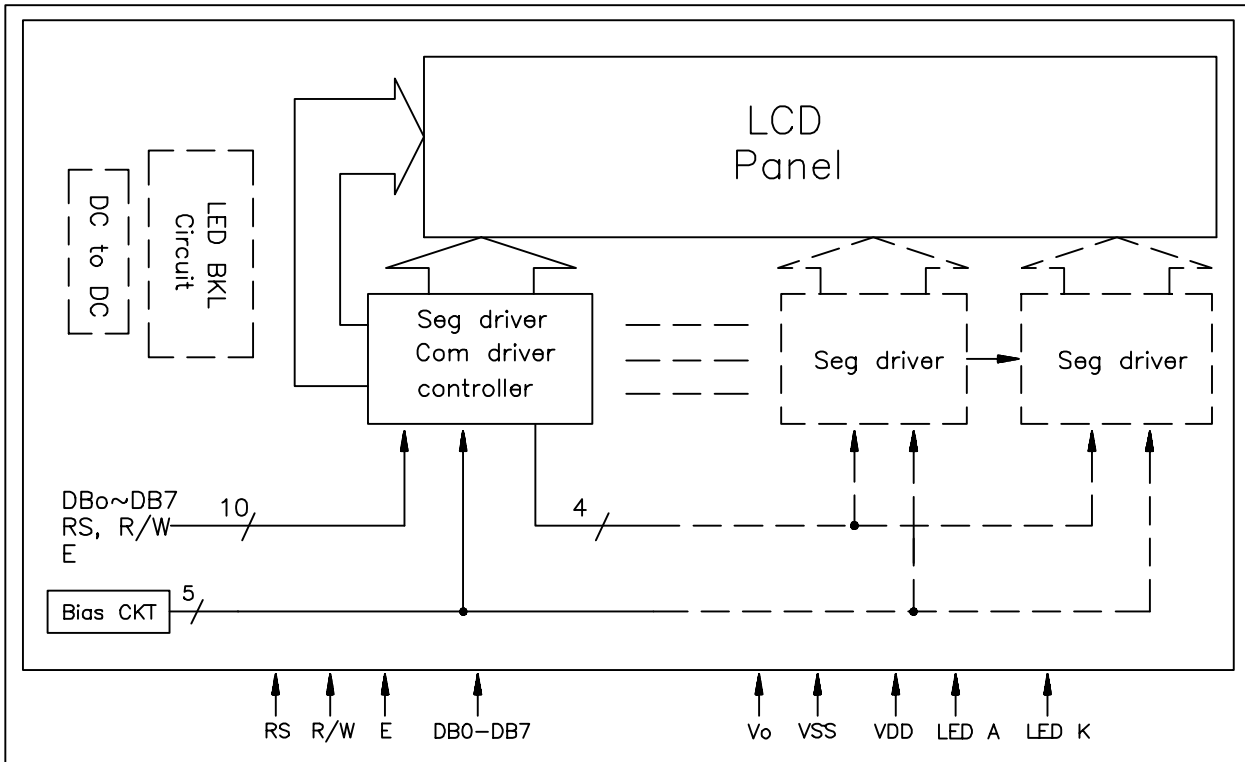 LCD
Panel
DC to DC
LED BKL
Circuit
Seg driver
Com driver
controller
Seg driver
Seg driver
DBo~DB7
RS, R/W
E
10
4
Bias CKT
5
RS
R/W
E
DB0-DB7
Vo
VSS
VDD
LED A
LED K